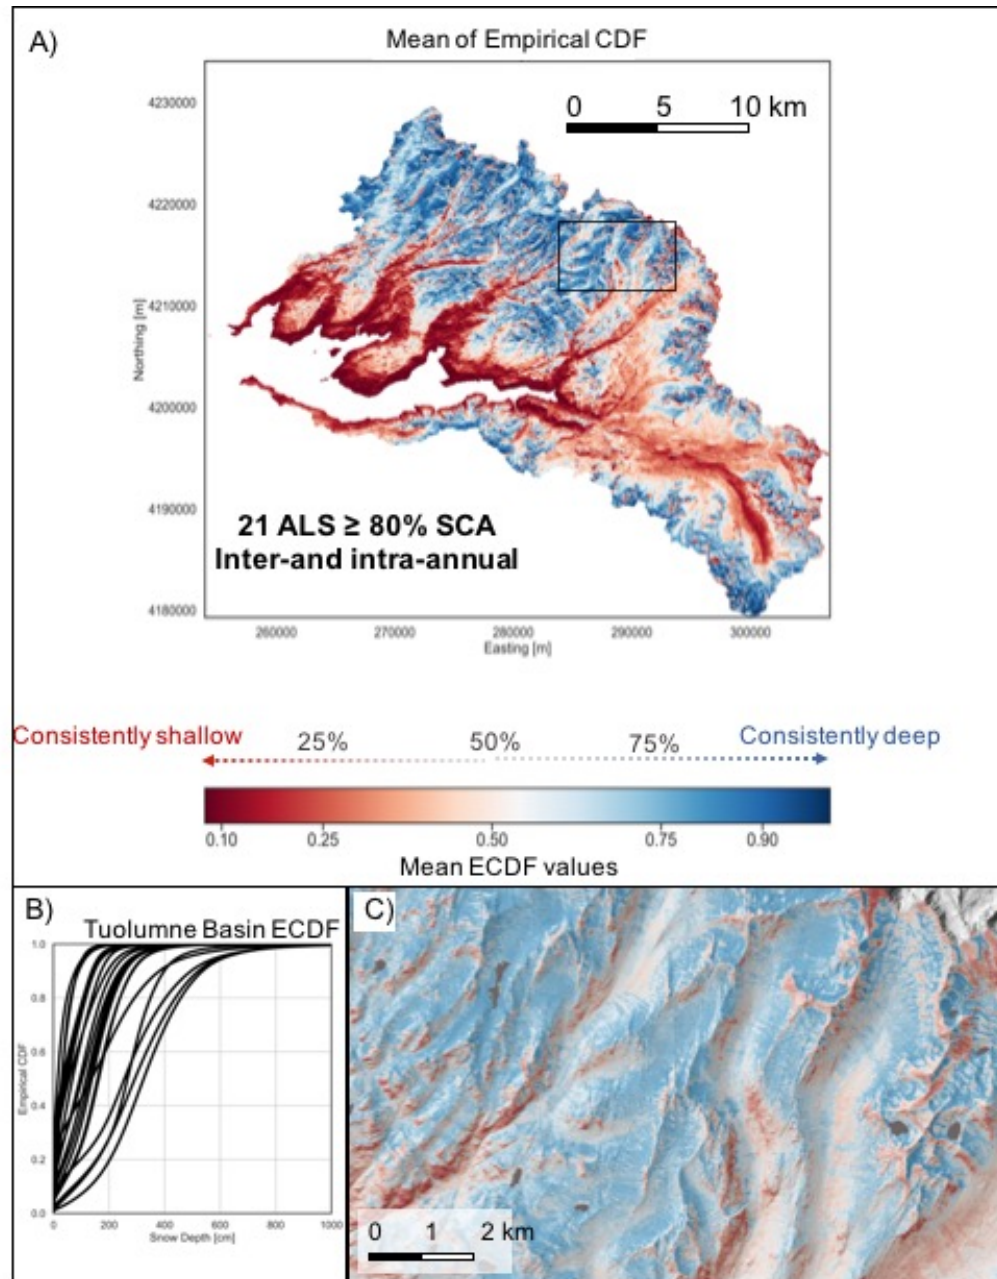 A)
Mean of Empirical CDF
0 5 10 km
4230000
4220000
4210000
4200000
4190000
4180000
Northing [m]
21 ALS ≥ 80% SCA
Inter-and intra-annual
260000 270000 280000 290000 300000
Easting [m]
Consistently shallow 25% 50% 75% Consistently deep
0.10 0.25 0.50 0.75 0.90
Mean ECDF values
B)
Tuolumne Basin ECDF
1.0
0.8
0.6
0.4
0.2
0.0
Empirical CDF
0 200 400 600 800 1000
Snow Depth [cm]
C)
0 1 2 km